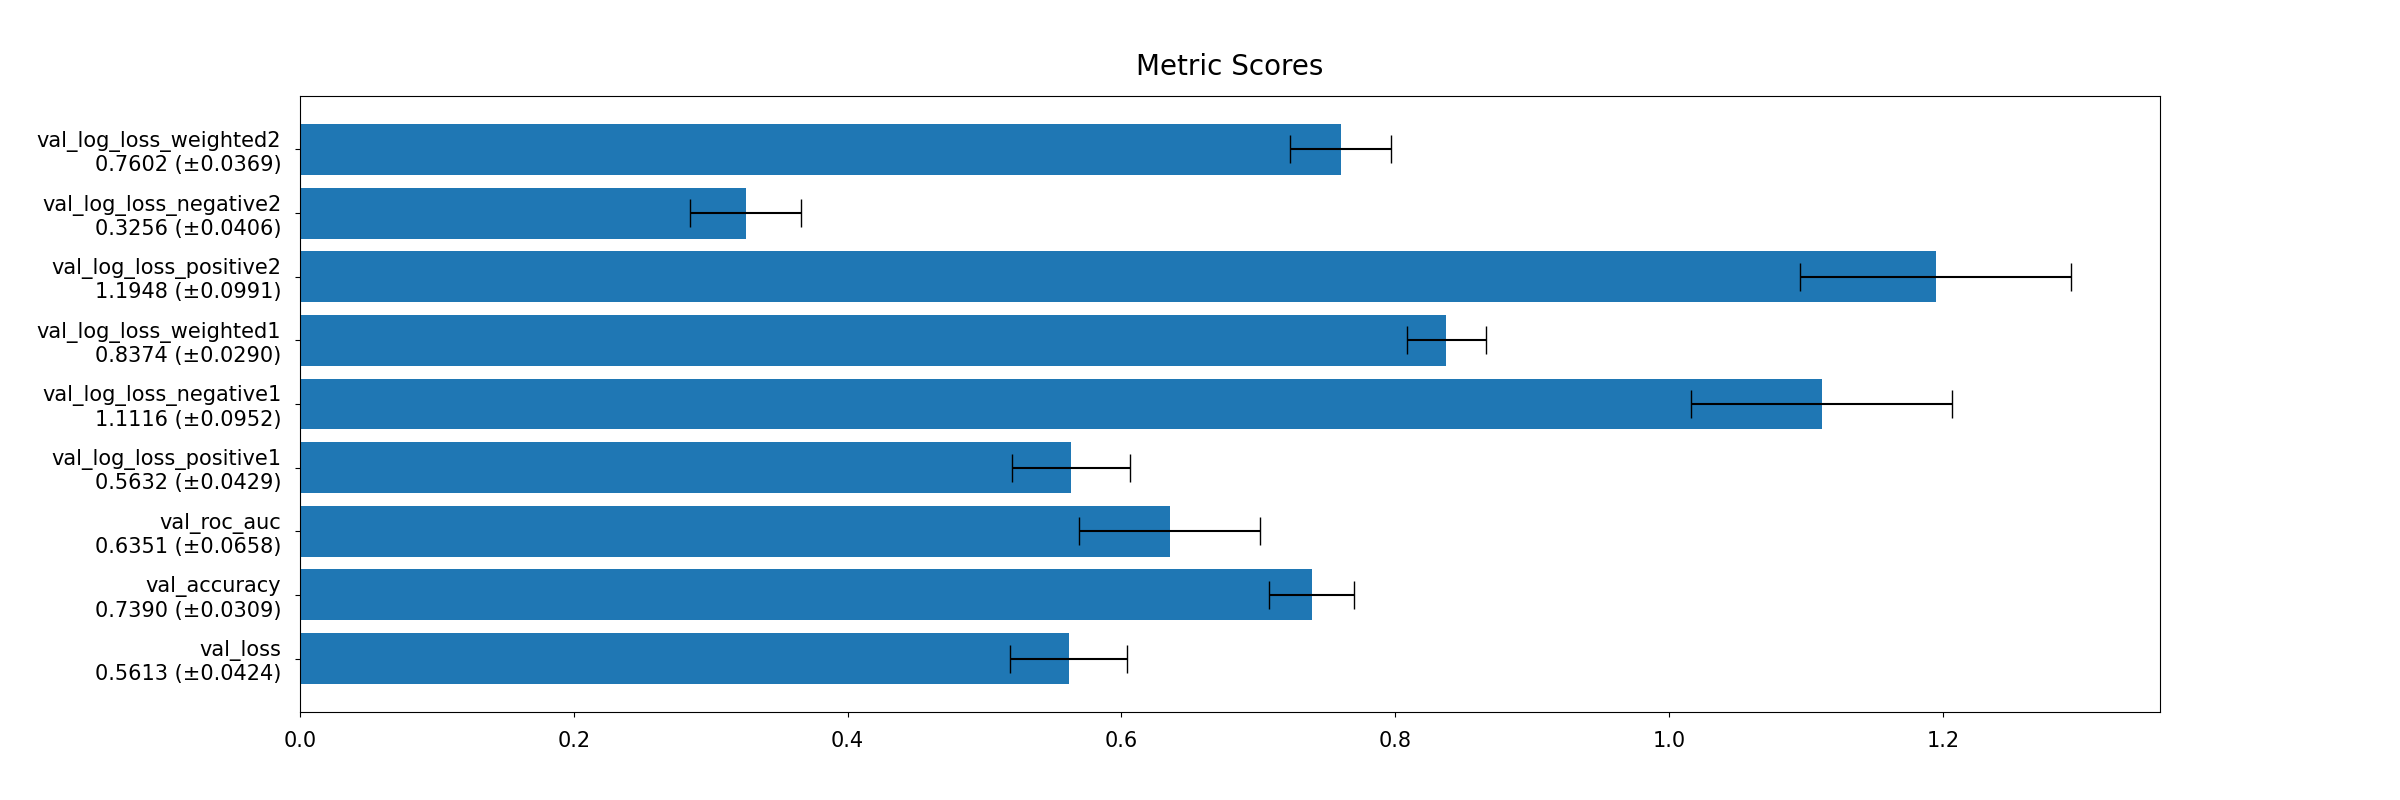 Metric Scores
val_log_loss_weighted2
0.7602 (±0.0369)
val_log_loss_negative2
0.3256 (±0.0406)
val_log_loss_positive2
1.1948 (±0.0991)
val_log_loss_weighted1
0.8374 (±0.0290)
val_log_loss_negative1
1.1116 (±0.0952)
val_log_loss_positive1
0.5632 (±0.0429)
val_roc_auc
0.6351 (±0.0658)
val_accuracy
0.7390 (±0.0309)
val_loss
0.5613 (±0.0424)
0.0 0.2 0.4 0.6 0.8 1.0 1.2